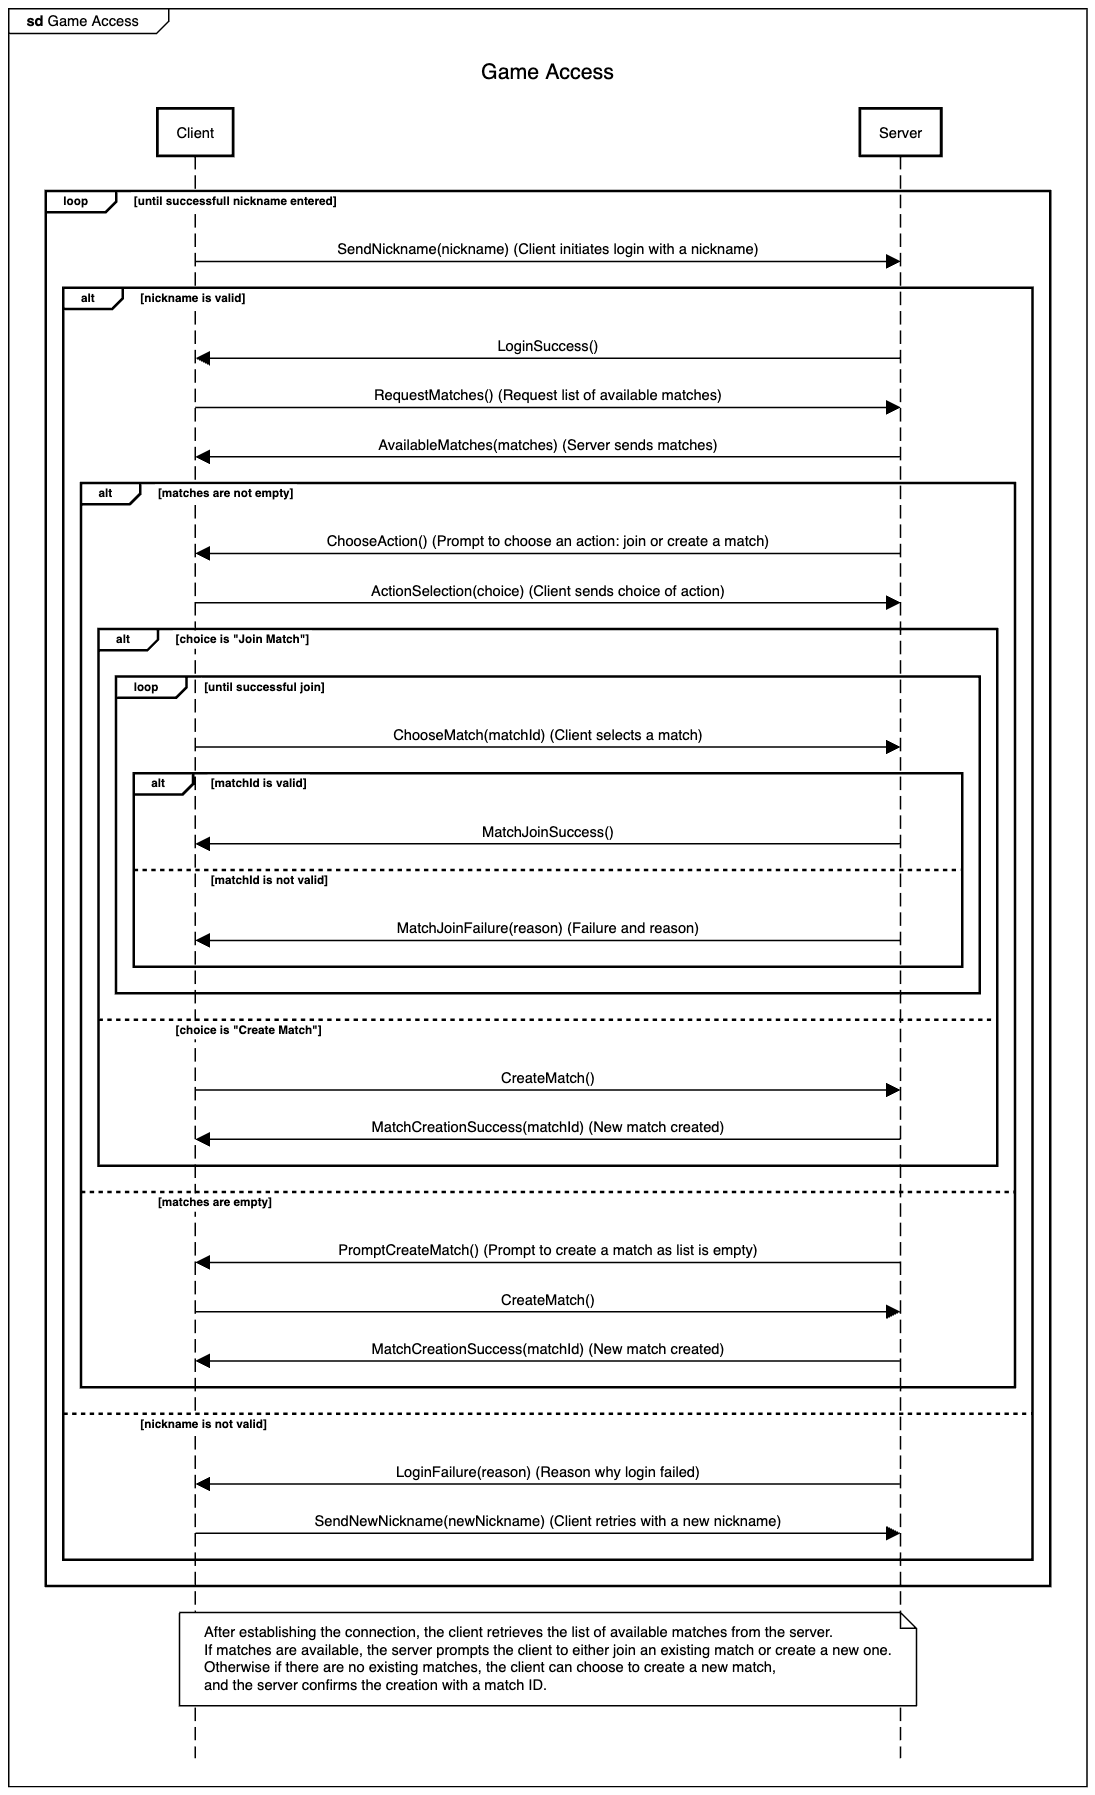 sd Game Access
Game Access
Client
Server
loop
[until successfull nickname entered]
SendNickname(nickname) (Client initiates login with a nickname)
alt
[nickname is valid]
LoginSuccess()
RequestMatches() (Request list of available matches)
AvailableMatches(matches) (Server sends matches)
alt
[matches are not empty]
ChooseAction() (Prompt to choose an action: join or create a match)
ActionSelection(choice) (Client sends choice of action)
alt
[choice is "Join Match"]
loop
[until successful join]
ChooseMatch(matchId) (Client selects a match)
alt
[matchId is valid]
MatchJoinSuccess()
[matchId is not valid]
MatchJoinFailure(reason) (Failure and reason)
[choice is "Create Match"]
CreateMatch()
MatchCreationSuccess(matchId) (New match created)
[matches are empty]
PromptCreateMatch() (Prompt to create a match as list is empty)
CreateMatch()
MatchCreationSuccess(matchId) (New match created)
[nickname is not valid]
LoginFailure(reason) (Reason why login failed)
SendNewNickname(newNickname) (Client retries with a new nickname)
After establishing the connection, the client retrieves the list of available matches from the server.
If matches are available, the server prompts the client to either join an existing match or create a new one.
Otherwise if there are no existing matches, the client can choose to create a new match,
and the server confirms the creation with a match ID.